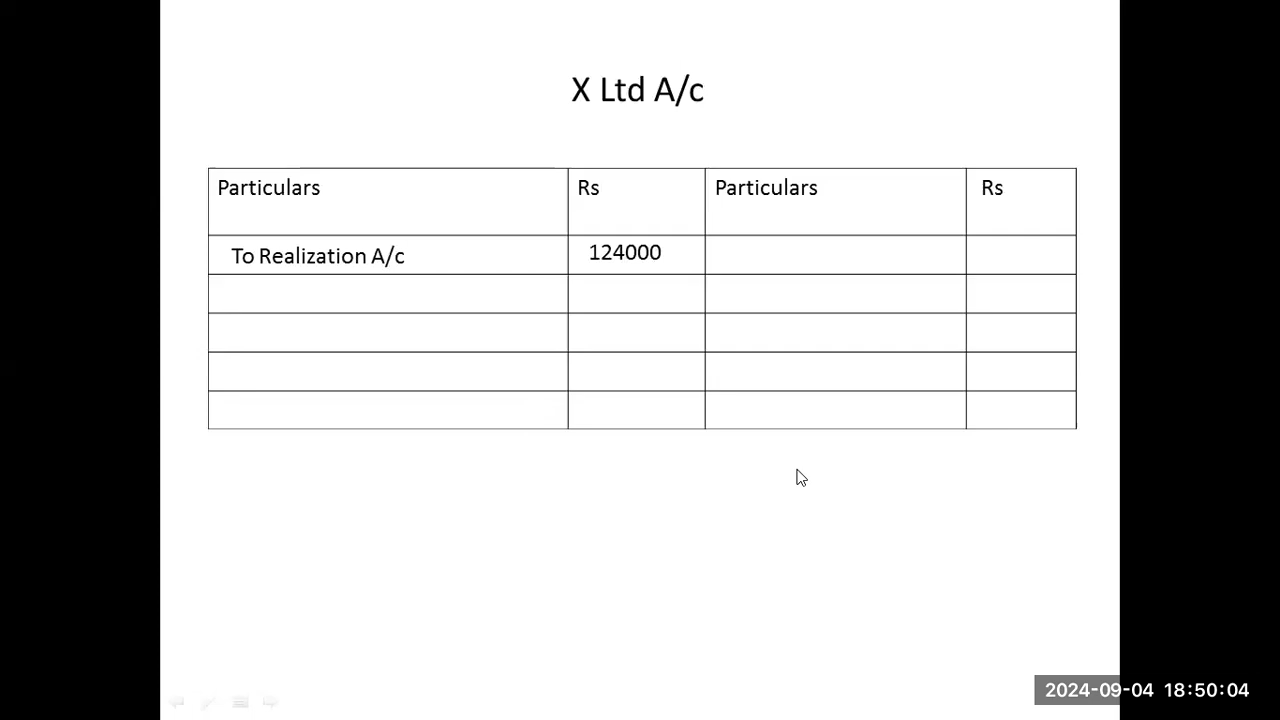 X Ltd A/c
Particulars Rs Particulars Rs
To Realization A/c 124000
2024-09-04 18:50:04